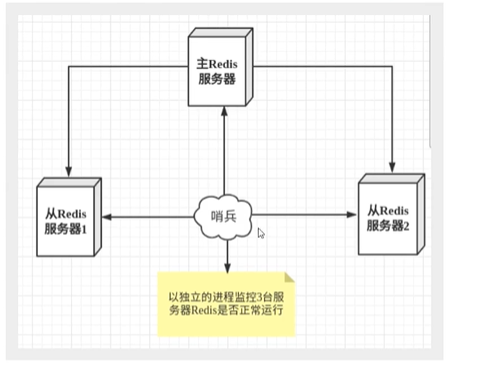 主Redis
服务器
从Redis
服务器1
哨兵
从Redis
服务器2
以独立的进程监控3台服
务器Redis是否正常运行